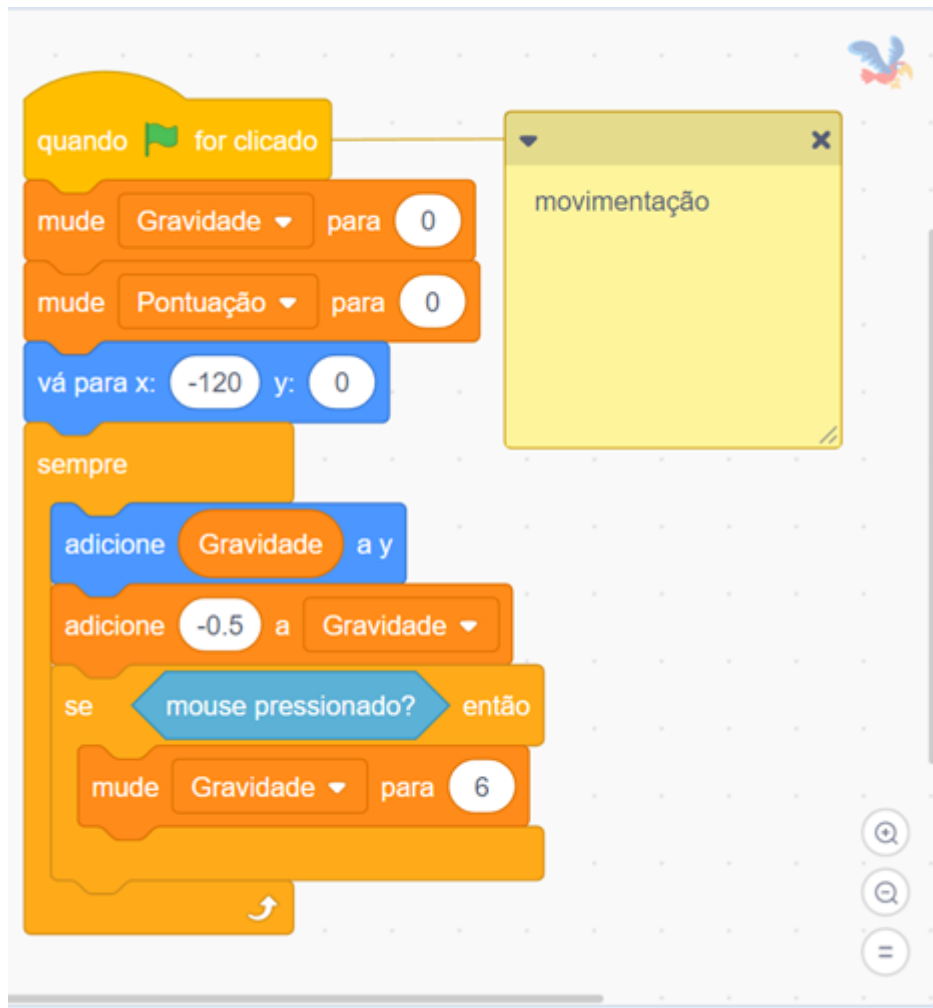 quando for clicado
movimentação
mude Gravidade para 0
mude Pontuação para 0
vá para x: -120 y: 0
sempre
adicione Gravidade a y
adicione -0.5 a Gravidade
se mouse pressionado? então
mude Gravidade para 6